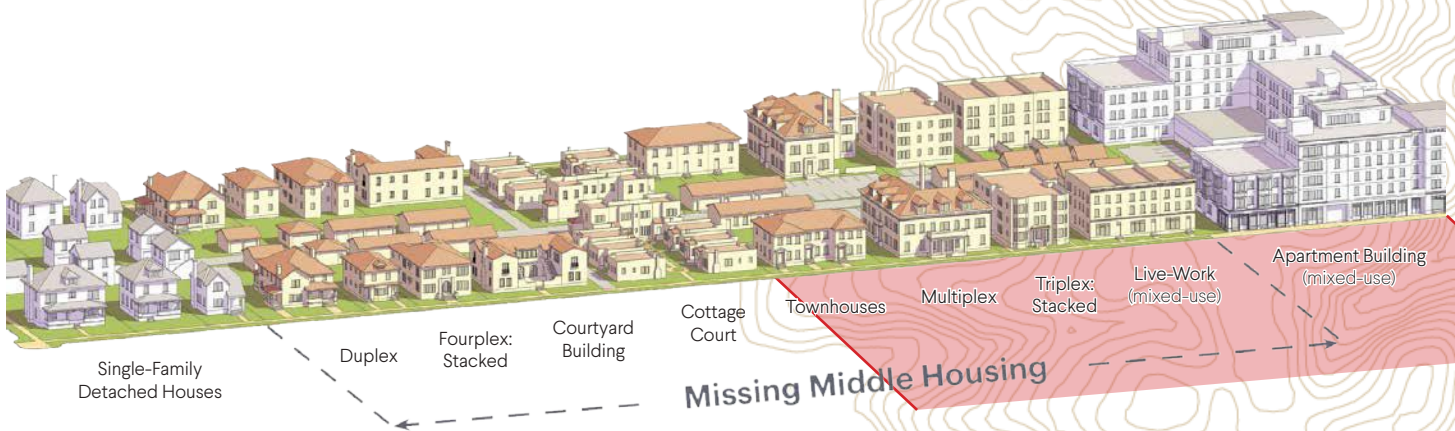 Single-Family
Detached Houses
Duplex
Fourplex:
Stacked
Courtyard
Building
Cottage
Court
Townhouses
Multiplex
Triplex:
Stacked
Live-Work
(mixed-use)
Apartment Building
(mixed-use)
Missing Middle Housing